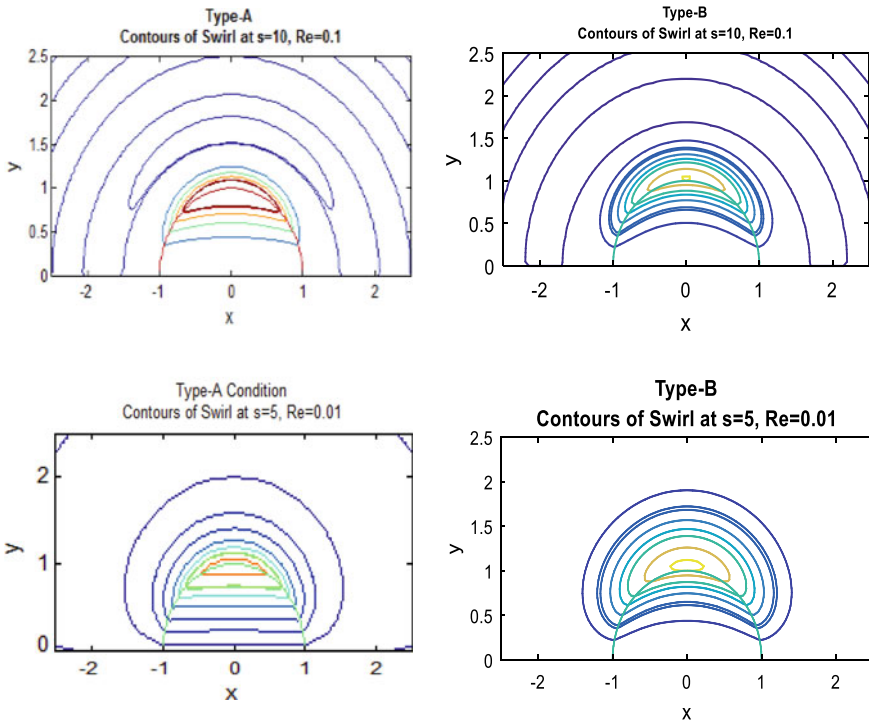 Type-A
Contours of Swirl at s=10, Re=0.1
2.5
2
1.5
1
0.5
0
-2
-1
0
1
2
y
x
Type-B
Contours of Swirl at s=10, Re=0.1
2.5
2
1.5
1
0.5
0
-2
-1
0
1
2
y
x
Type-A Condition
Contours of Swirl at s=5, Re=0.01
2
1
0
-2
-1
0
1
2
y
x
Type-B
Contours of Swirl at s=5, Re=0.01
2.5
2
1.5
1
0.5
0
-2
-1
0
1
2
y
x